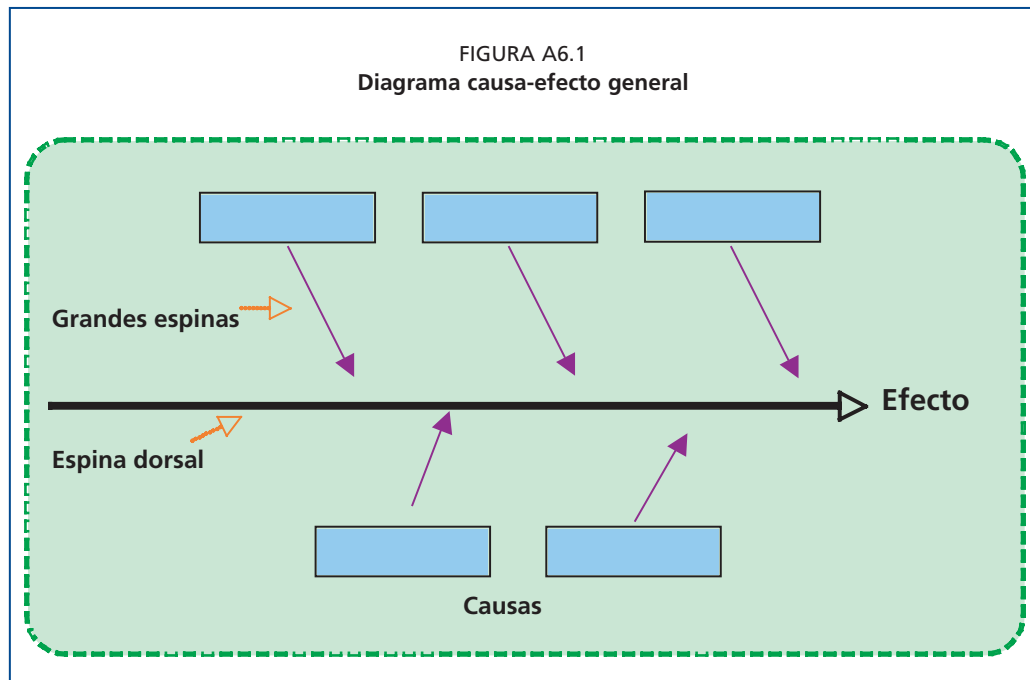 FIGURA A6.1
Diagrama causa-efecto general
Grandes espinas
Efecto
Espina dorsal
Causas